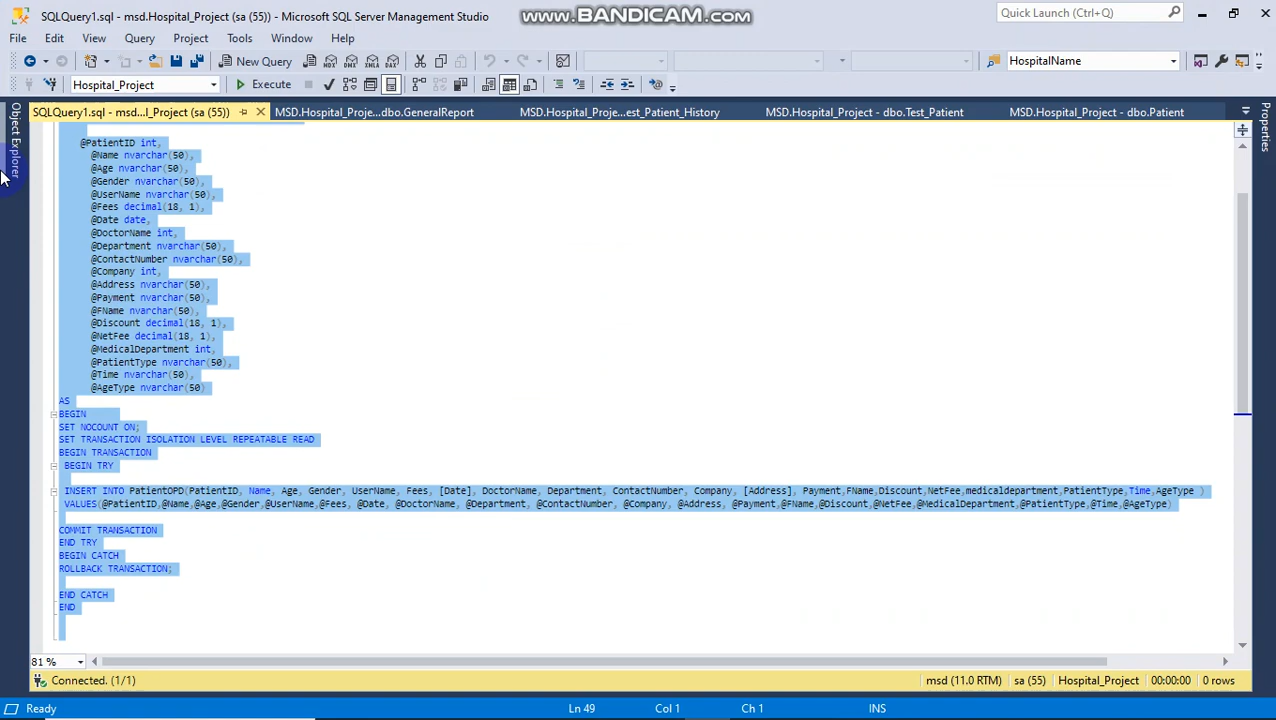 SQLQuery1.sql - msd.Hospital_Project (sa (55)) - Microsoft SQL Server Management Studio
www.BANDICAM.com
Quick Launch (Ctrl+Q)
File Edit View Query Project Tools Window Help
New Query
MDX DMX XMLA DAX
HospitalName
Hospital_Project
Execute
SQLQuery1.sql - msd...l_Project (sa (55))
MSD.Hospital_Proje...dbo.GeneralReport
MSD.Hospital_Proje...est_Patient_History
MSD.Hospital_Project - dbo.Test_Patient
MSD.Hospital_Project - dbo.Patient
Object Explorer
Properties
@PatientID int,
@Name nvarchar(50),
@Age nvarchar(50),
@Gender nvarchar(50),
@UserName nvarchar(50),
@Fees decimal(18, 1),
@Date date,
@DoctorName int,
@Department nvarchar(50),
@ContactNumber nvarchar(50),
@Company int,
@Address nvarchar(50),
@Payment nvarchar(50),
@FName nvarchar(50),
@Discount decimal(18, 1),
@NetFee decimal(18, 1),
@MedicalDepartment int,
@PatientType nvarchar(50),
@Time nvarchar(50),
@AgeType nvarchar(50)
AS
BEGIN
SET NOCOUNT ON;
SET TRANSACTION ISOLATION LEVEL REPEATABLE READ
BEGIN TRANSACTION
BEGIN TRY
INSERT INTO PatientOPD(PatientID, Name, Age, Gender, UserName, Fees, [Date], DoctorName, Department, ContactNumber, Company, [Address], Payment,FName,Discount,NetFee,medicaldepartment,PatientType,Time,AgeType )
VALUES(@PatientID,@Name,@Age,@Gender,@UserName,@Fees, @Date, @DoctorName, @Department, @ContactNumber, @Company, @Address, @Payment,@FName,@Discount,@NetFee,@MedicalDepartment,@PatientType,@Time,@AgeType)
COMMIT TRANSACTION
END TRY
BEGIN CATCH
ROLLBACK TRANSACTION;
END CATCH
END
81 %
Connected. (1/1)
msd (11.0 RTM)
sa (55)
Hospital_Project
00:00:00
0 rows
Ready
Ln 49
Col 1
Ch 1
INS